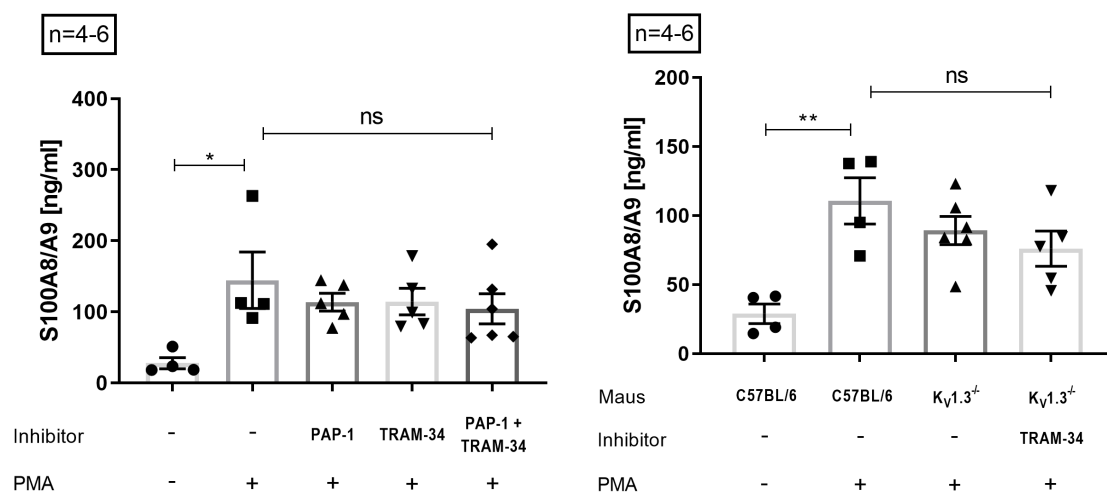 n=4-6
400
300
200
100
0
S100A8/A9 [ng/ml]
*
ns
Inhibitor - - PAP-1 TRAM-34 PAP-1 + TRAM-34
PMA - + + + +
n=4-6
200
150
100
50
0
S100A8/A9 [ng/ml]
**
ns
Maus C57BL/6 C57BL/6 Kv1.3-/- Kv1.3-/-
Inhibitor - - - TRAM-34
PMA - + + +